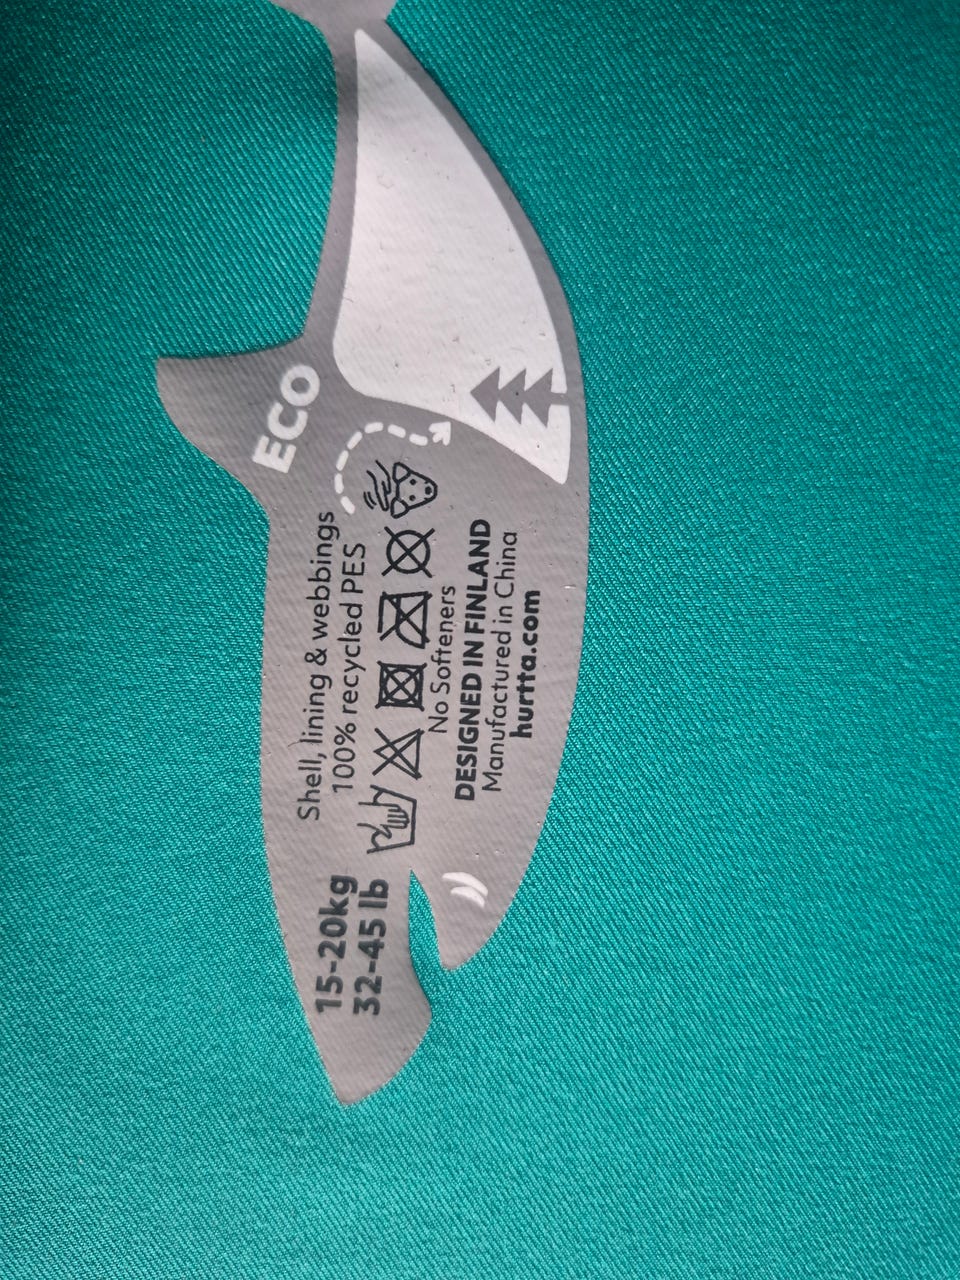 15-20kg
32-45 lb
Shell, lining & webbings
100% recycled PES
No Softeners
DESIGNED IN FINLAND
Manufactured in China
hurtta.com
ECO